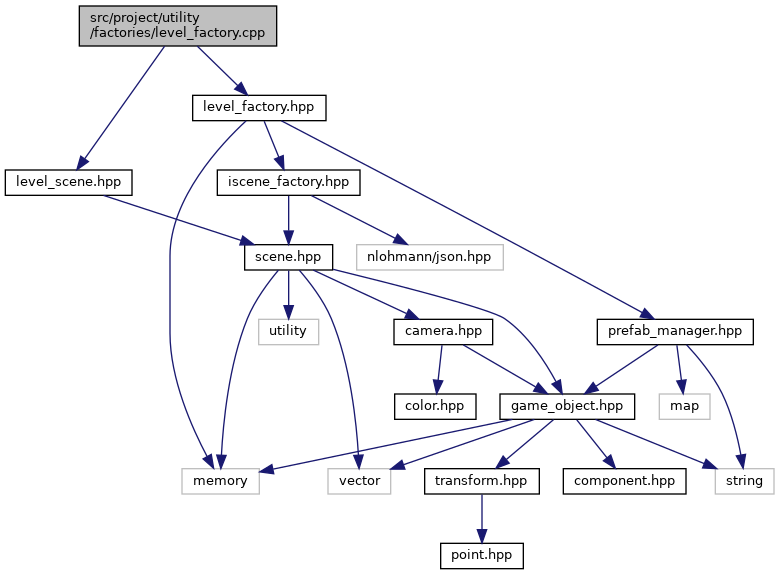 src/project/utility
/factories/level_factory.cpp
level_factory.hpp
level_scene.hpp
iscene_factory.hpp
scene.hpp
nlohmann/json.hpp
utility
camera.hpp
prefab_manager.hpp
color.hpp
game_object.hpp
map
memory
vector
transform.hpp
component.hpp
string
point.hpp